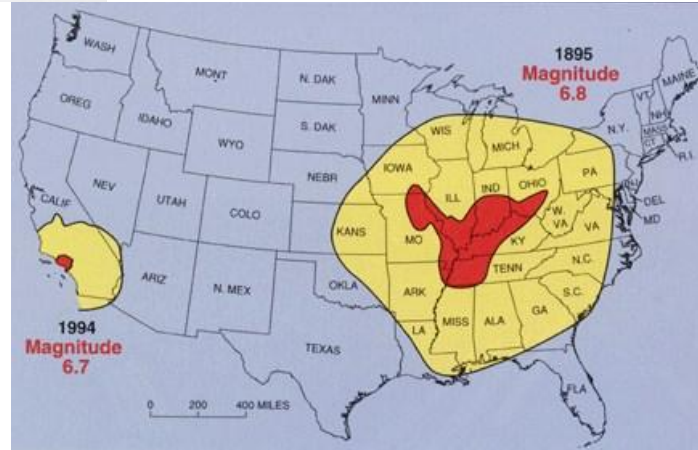 WASH
MONT
N. DAK
MINN
1895
Magnitude
6.8
MAINE
VT
NH
OREG
IDAHO
WYO
S. DAK
WIS
MICH
N.Y.
MASS
CT
R.I.
NEV
UTAH
COLO
NEBR
IOWA
ILL
IND
OHIO
PA
NJ
DEL
MD
CALIF
KANS
MO
KY
W.
VA
VA
ARIZ
N. MEX
OKLA
ARK
TENN
N.C.
S.C.
1994
Magnitude
6.7
TEXAS
LA
MISS
ALA
GA
FLA
0 200 400 MILES